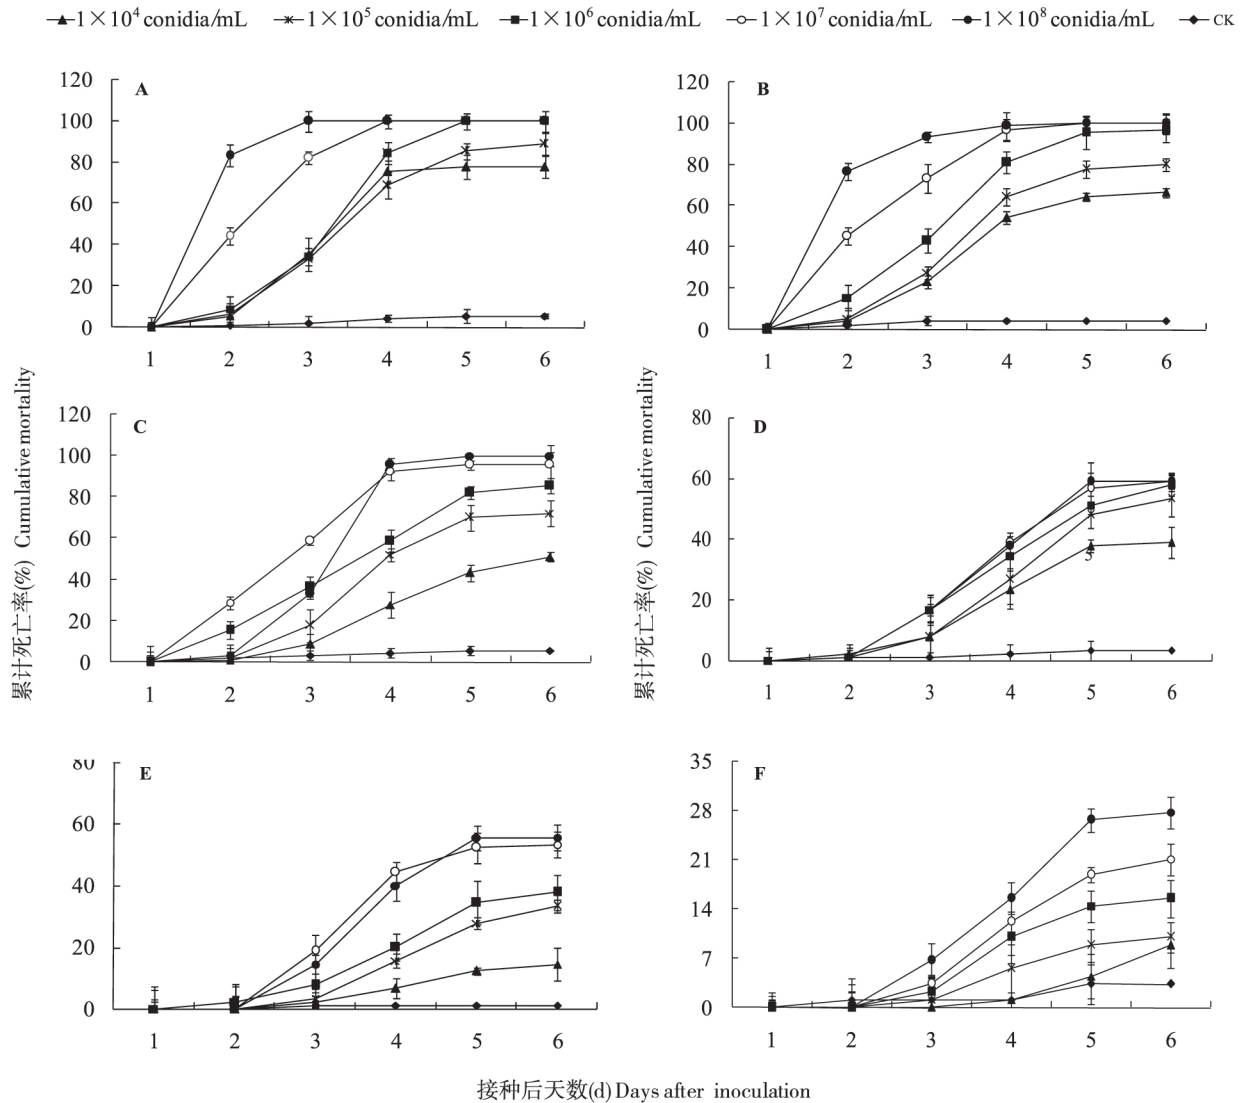 1×10⁴ conidia/mL 1×10⁵ conidia/mL 1×10⁶ conidia/mL 1×10⁷ conidia/mL 1×10⁸ conidia/mL CK
A
120
100
80
60
40
20
0
1 2 3 4 5 6
B
120
100
80
60
40
20
0
1 2 3 4 5 6
累计死亡率(%) Cumulative mortality
C
120
100
80
60
40
20
0
1 2 3 4 5 6
累计死亡率(%) Cumulative mortality
D
80
60
40
20
0
1 2 3 4 5 6
E
80
60
40
20
0
1 2 3 4 5 6
F
35
28
21
14
7
0
1 2 3 4 5 6
接种后天数(d) Days after inoculation